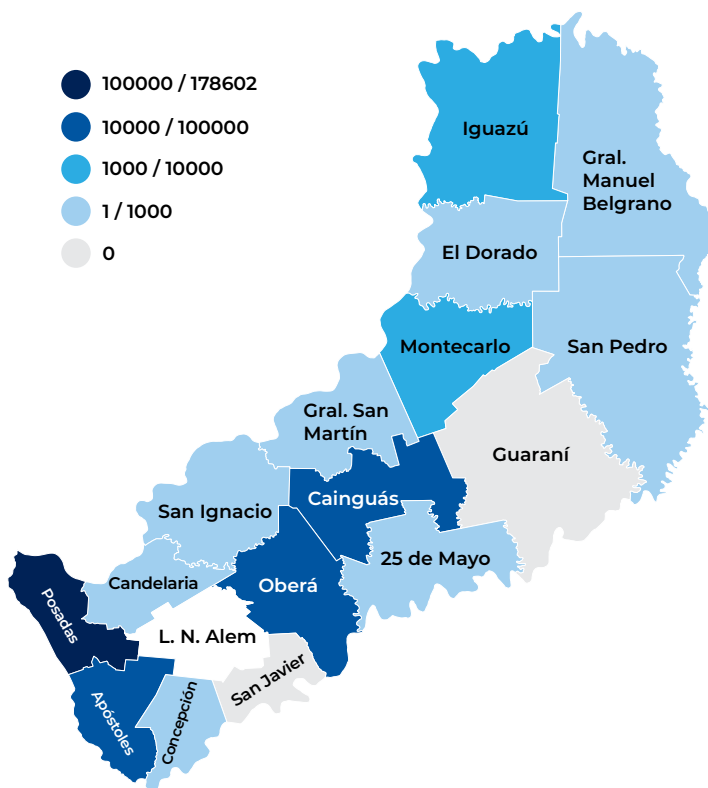 100000 / 178602
10000 / 100000
1000 / 10000
1 / 1000
0
Iguazú
Gral.
Manuel
Belgrano
El Dorado
Montecarlo
San Pedro
Gral. San
Martín
Guaraní
Cainguás
San Ignacio
25 de Mayo
Candelaria
Oberá
Posadas
L. N. Alem
San Javier
Apóstoles
Concepción